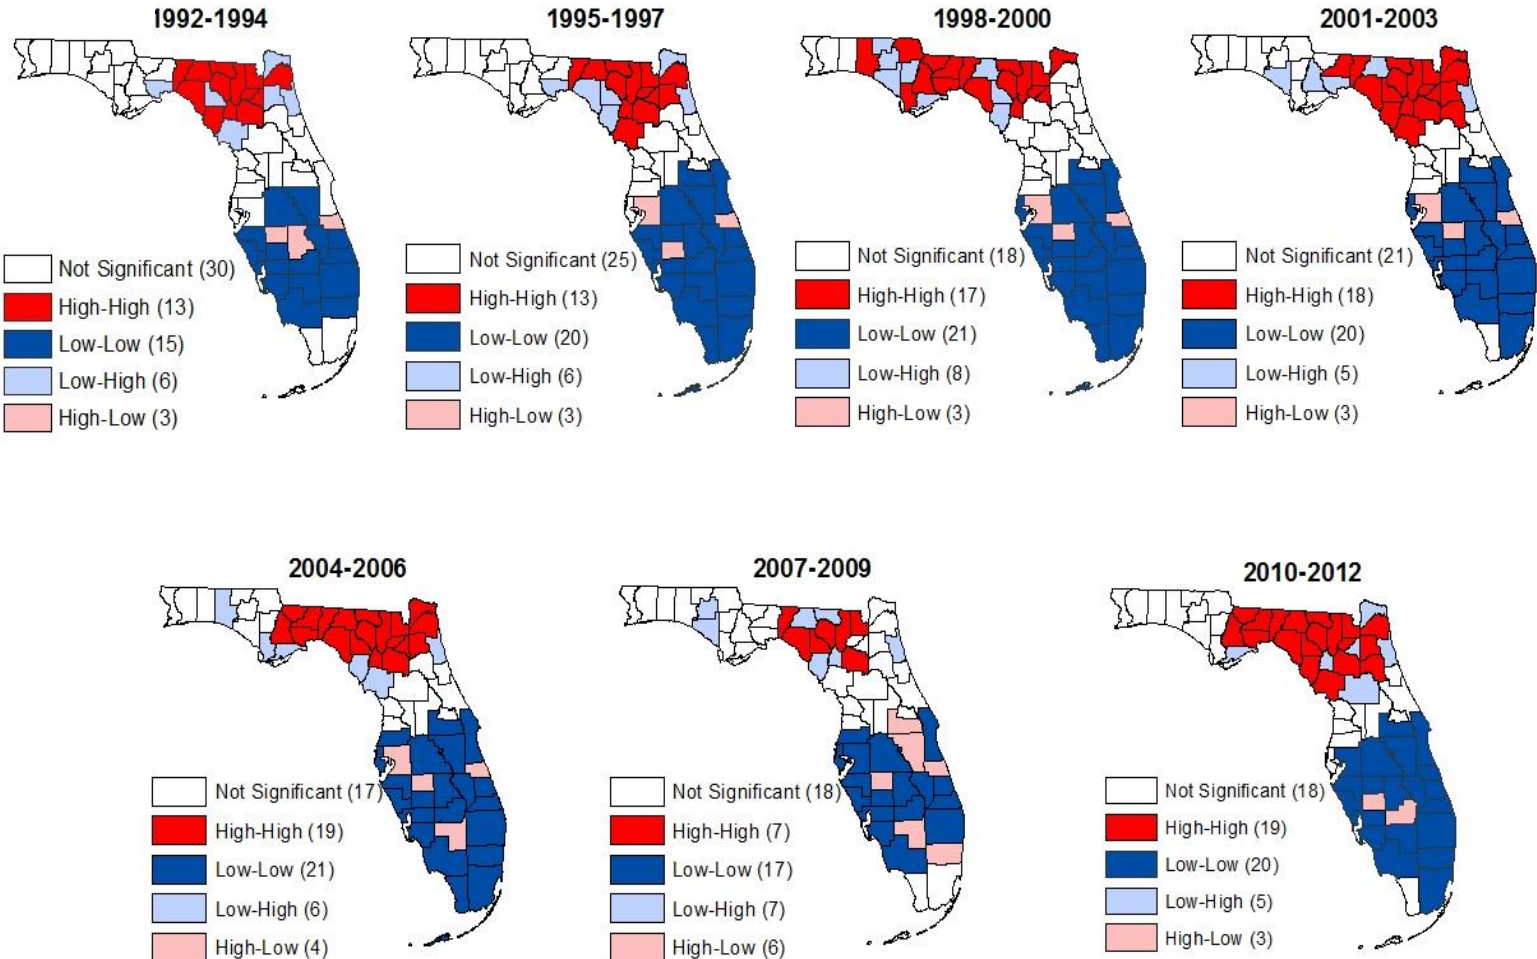 1992-1994
Not Significant (30)
High-High (13)
Low-Low (15)
Low-High (6)
High-Low (3)
1995-1997
Not Significant (25)
High-High (13)
Low-Low (20)
Low-High (6)
High-Low (3)
1998-2000
Not Significant (18)
High-High (17)
Low-Low (21)
Low-High (8)
High-Low (3)
2001-2003
Not Significant (21)
High-High (18)
Low-Low (20)
Low-High (5)
High-Low (3)
2004-2006
Not Significant (17)
High-High (19)
Low-Low (21)
Low-High (6)
High-Low (4)
2007-2009
Not Significant (18)
High-High (7)
Low-Low (17)
Low-High (7)
High-Low (6)
2010-2012
Not Significant (18)
High-High (19)
Low-Low (20)
Low-High (5)
High-Low (3)